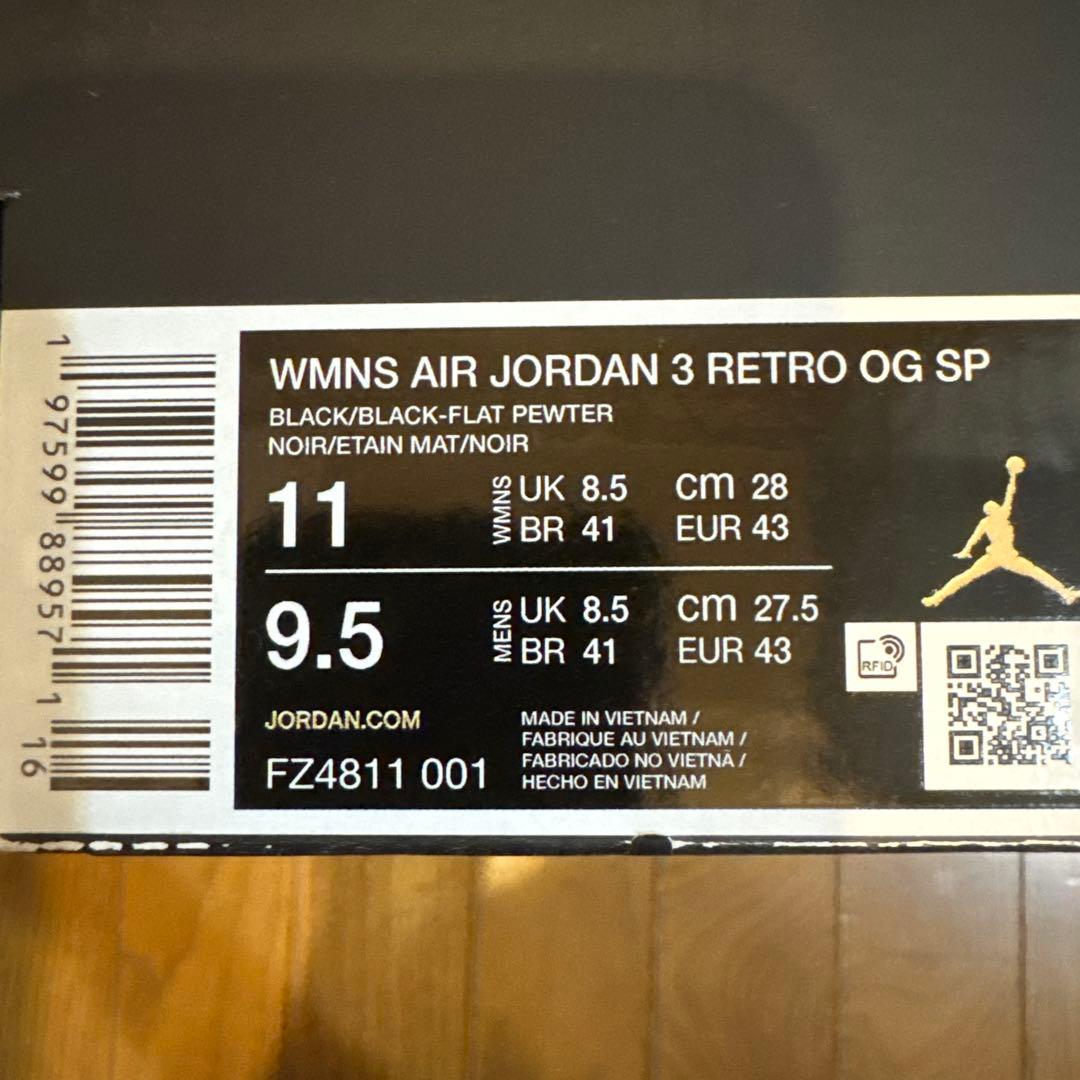 WMNS AIR JORDAN 3 RETRO OG SP
BLACK/BLACK-FLAT PEWTER
NOIR/ETAIN MAT/NOIR
11
WMNS
UK 8.5 cm 28
BR 41 EUR 43
9.5
MENS
UK 8.5 cm 27.5
BR 41 EUR 43
JORDAN.COM
FZ4811 001
MADE IN VIETNAM /
FABRIQUE AU VIETNAM /
FABRICADO NO VIETNÃ /
HECHO EN VIETNAM
RFID
1 97599 88957 1 16